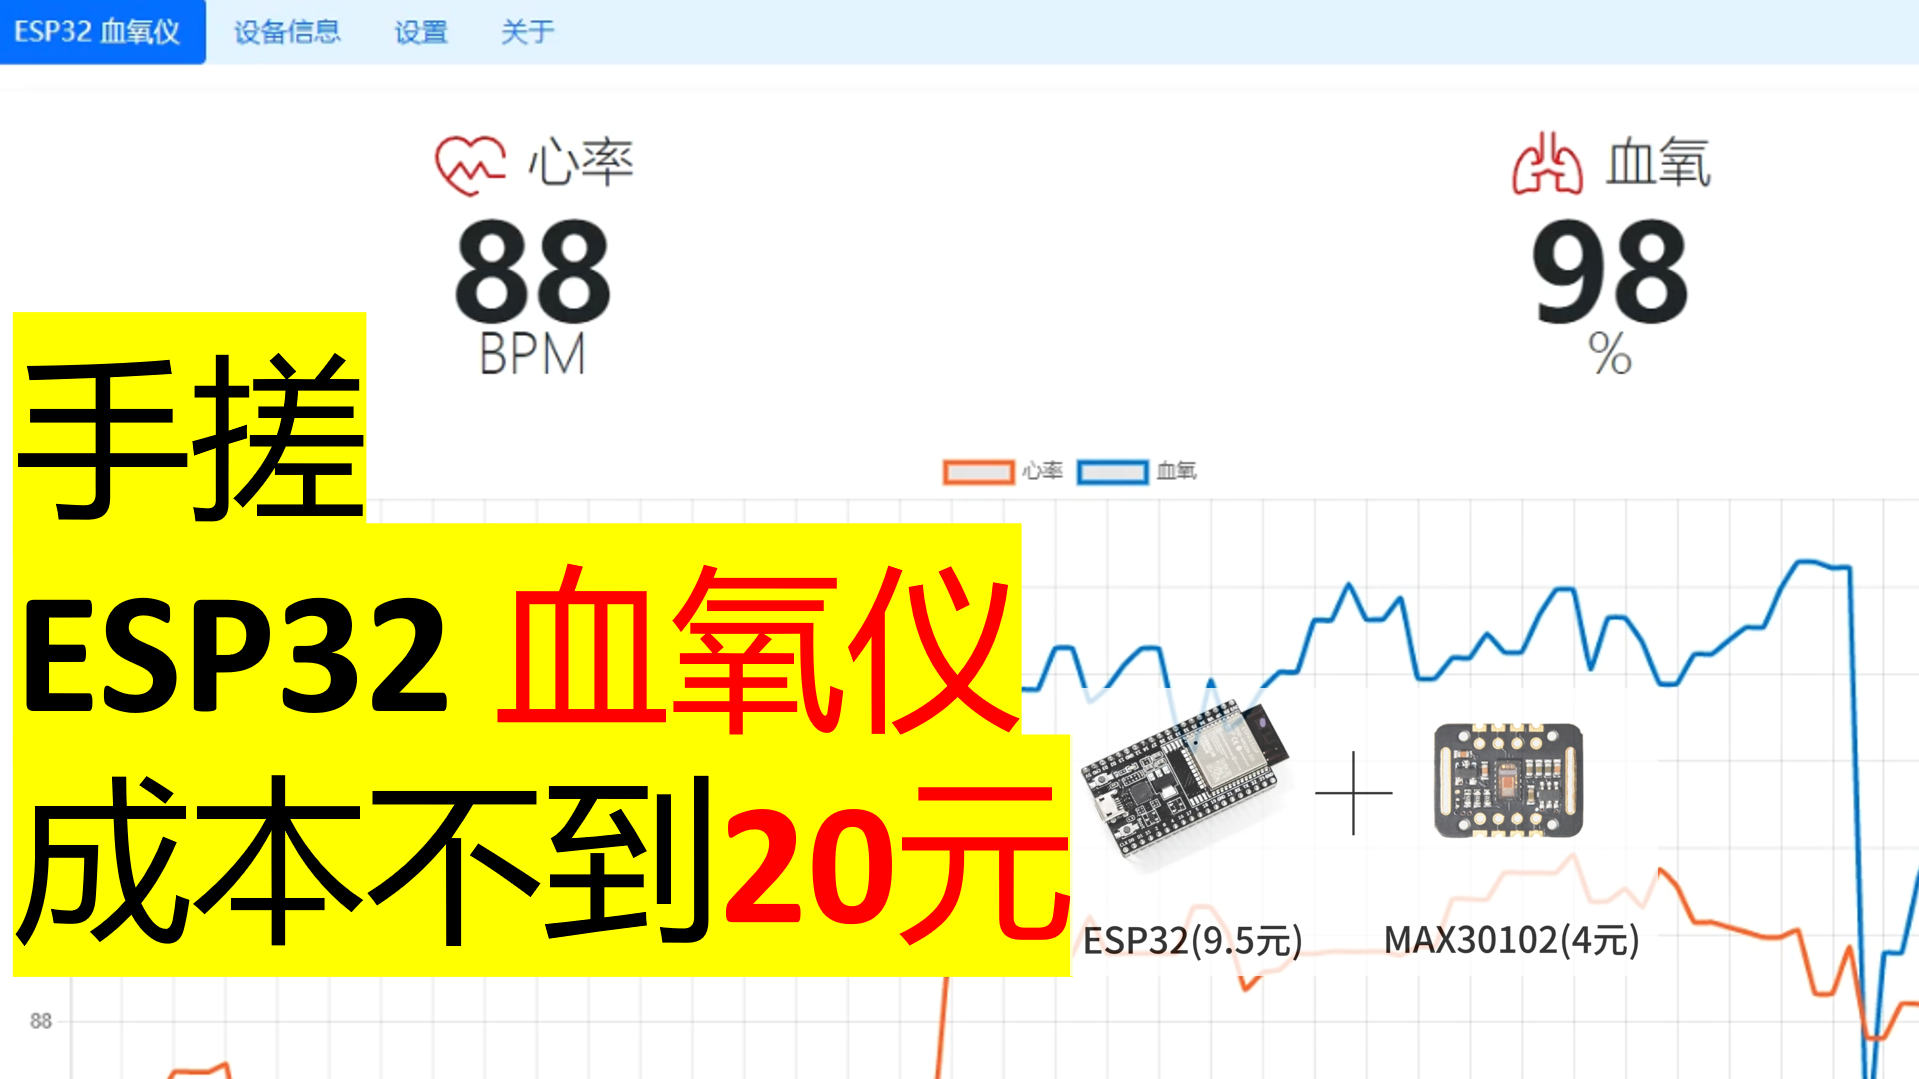 ESP32 血氧仪 设备信息 设置 关于
心率 血氧
88 98
BPM %
手搓
心率 血氧
ESP32 血氧仪
成本不到20元
ESP32(9.5元) MAX30102(4元)
88